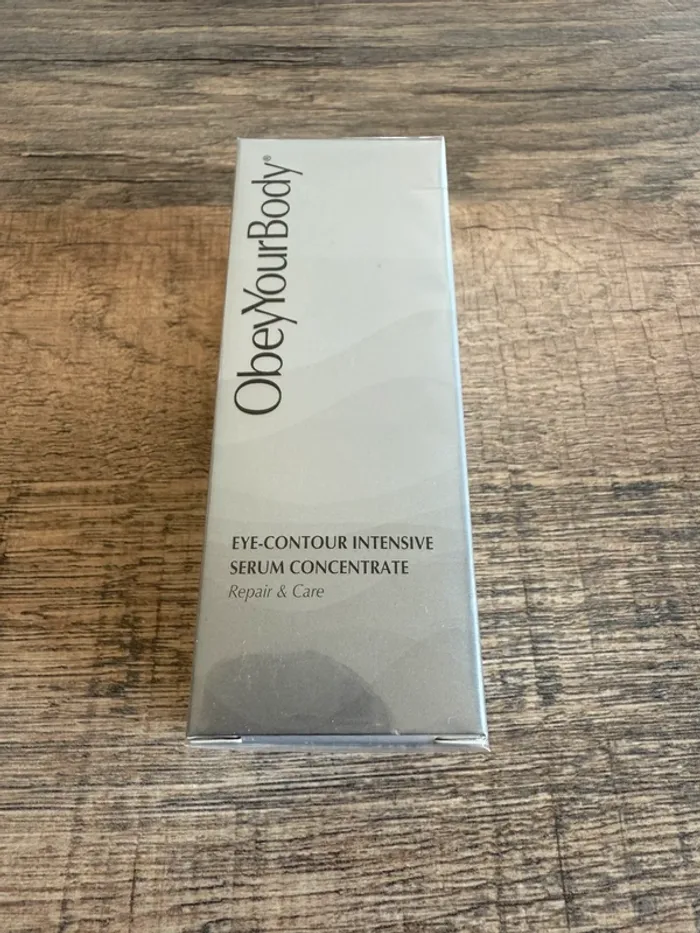 ObeyYourBody®
EYE-CONTOUR INTENSIVE
SERUM CONCENTRATE
Repair & Care